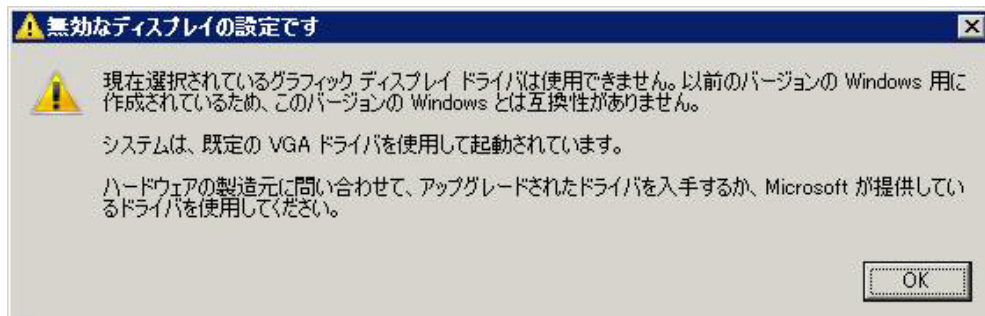 無効なディスプレイの設定です
現在選択されているグラフィック ディスプレイ ドライバは使用できません。以前のバージョンの Windows 用に
作成されているため、このバージョンの Windows とは互換性がありません。
システムは、既定の VGA ドライバを使用して起動されています。
ハードウェアの製造元に問い合わせて、アップグレードされたドライバを入手するか、Microsoft が提供してい
るドライバを使用してください。
OK